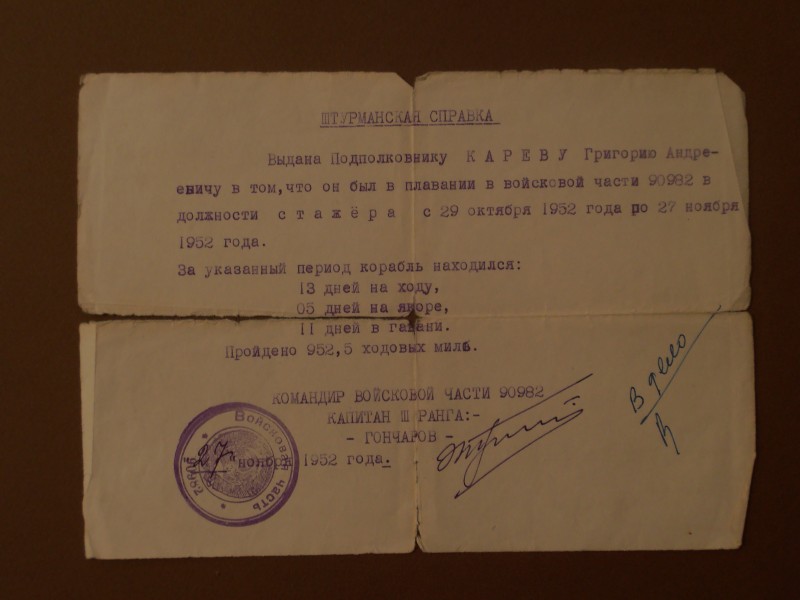 ШТУРМАНСКАЯ СПРАВКА
Выдана Подполковнику К А Р Е В У Григорию Андре-
евичу в том,что он был в плавании в войсковой части 90982 в
должности с т а ж ё р а с 29 октября 1952 года по 27 ноября
1952 года.
За указанный период корабль находился:
13 дней на ходу,
05 дней на якоре,
11 дней в гавани.
Пройдено 952,5 ходовых миль.
В дело
КОМАНДИР ВОЙСКОВОЙ ЧАСТИ 90982
КАПИТАН Ш РАНГА:-
- ГОНЧАРОВ -
"27" ноября 1952 года.
Войсковая часть